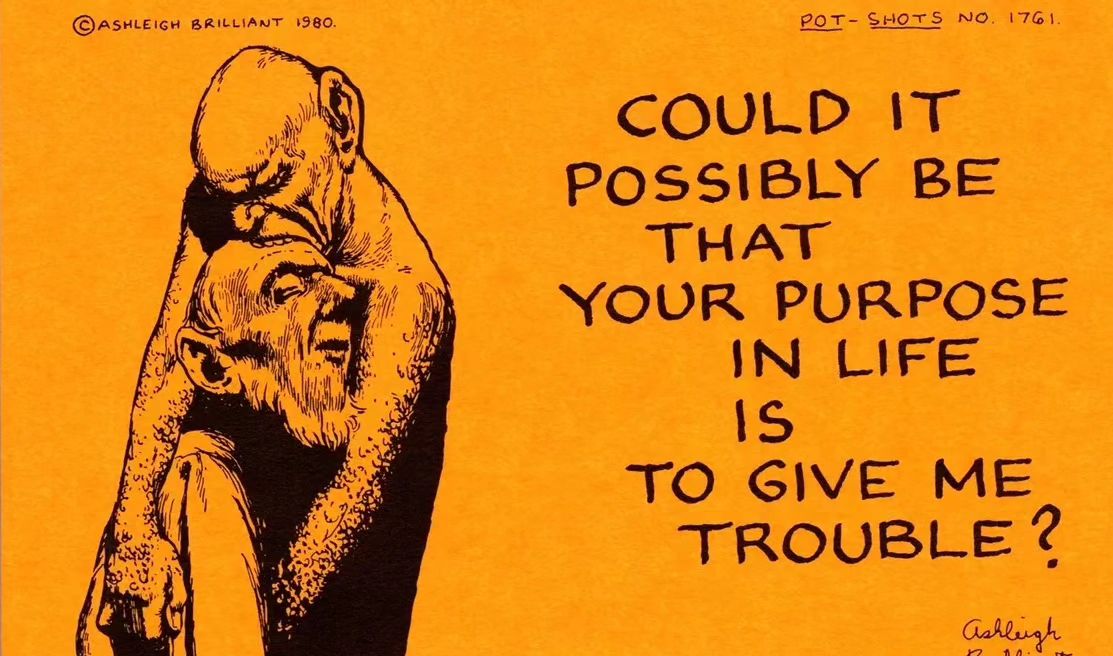 ©ASHLEIGH BRILLIANT 1980.
POT-SHOTS NO. 1761.
COULD IT
POSSIBLY BE
THAT
YOUR PURPOSE
IN LIFE
IS
TO GIVE ME
TROUBLE?
Ashleigh